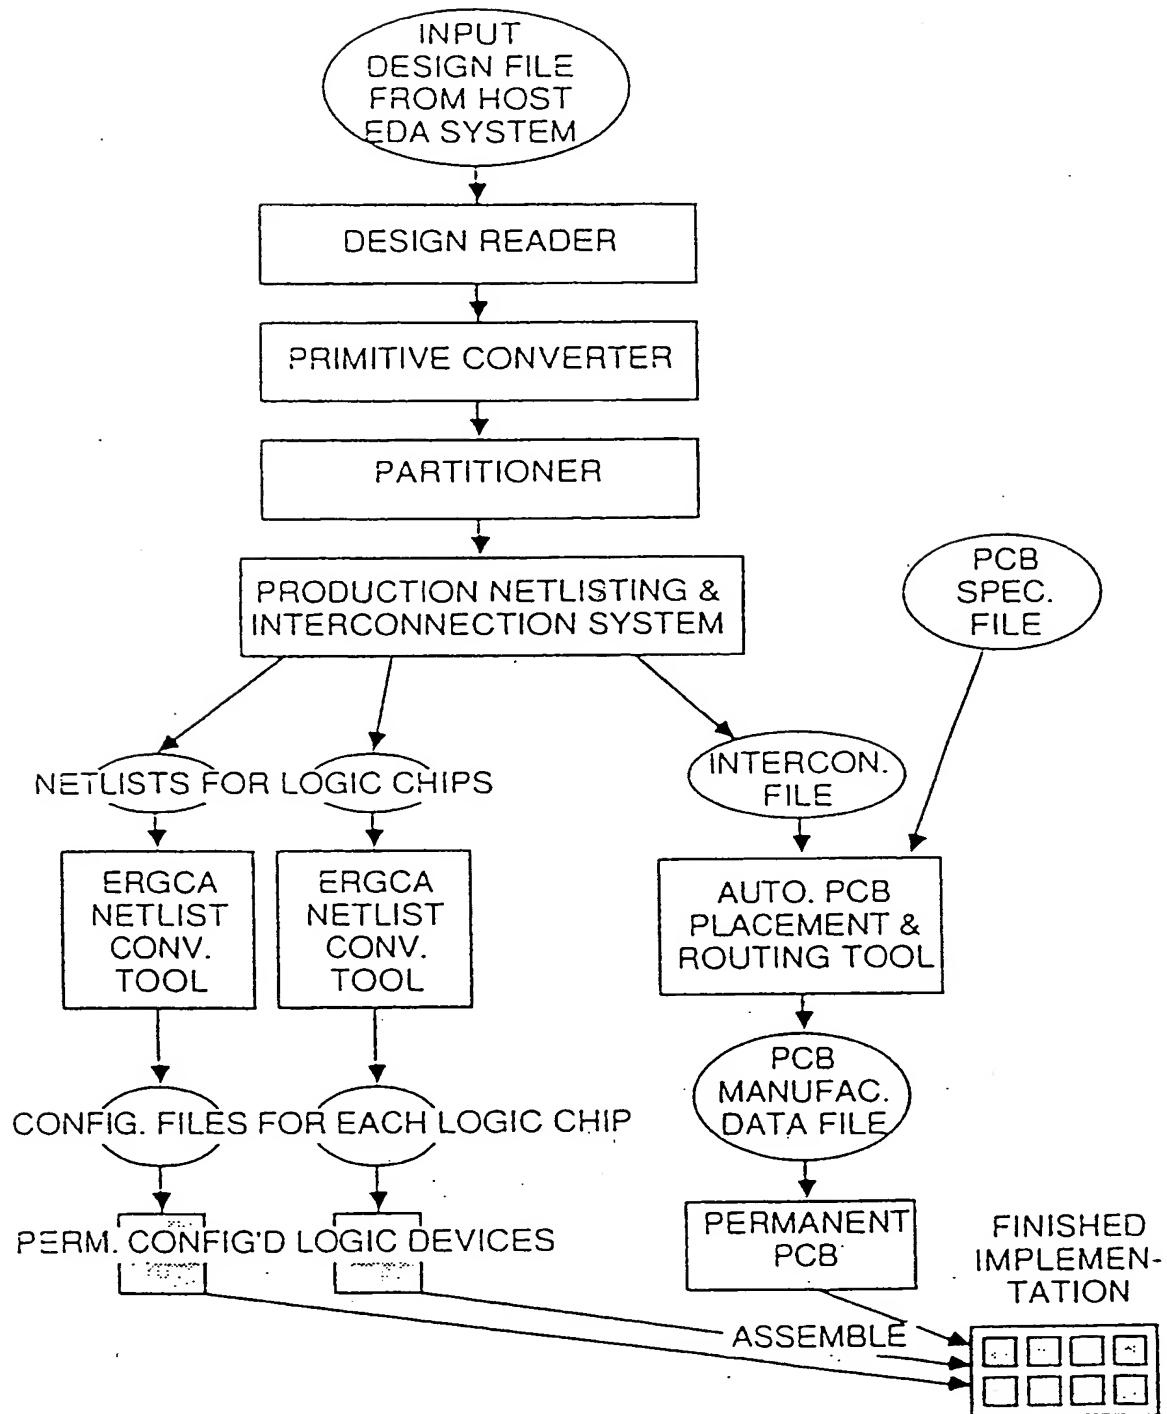 INPUT
DESIGN FILE
FROM HOST
EDA SYSTEM
DESIGN READER
PRIMITIVE CONVERTER
PARTITIONER
PRODUCTION NETLISTING &
INTERCONNECTION SYSTEM
PCB
SPEC.
FILE
NETLISTS FOR LOGIC CHIPS
INTERCON.
FILE
ERGCA
NETLIST
CONV.
TOOL
ERGCA
NETLIST
CONV.
TOOL
AUTO. PCB
PLACEMENT &
ROUTING TOOL
PCB
MANUFAC.
DATA FILE
CONFIG. FILES FOR EACH LOGIC CHIP
PERM. CONFIG'D LOGIC DEVICES
PERMANENT
PCB
FINISHED
IMPLEMEN-
TATION
ASSEMBLE